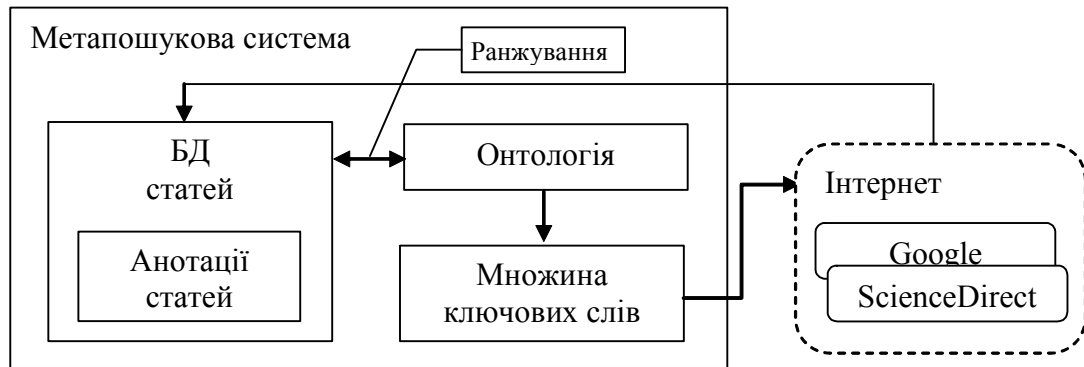 Метапошукова система
Ранжування
БД
статей
Анотації
статей
Онтологія
Множина
ключових слів
Інтернет
Google
ScienceDirect